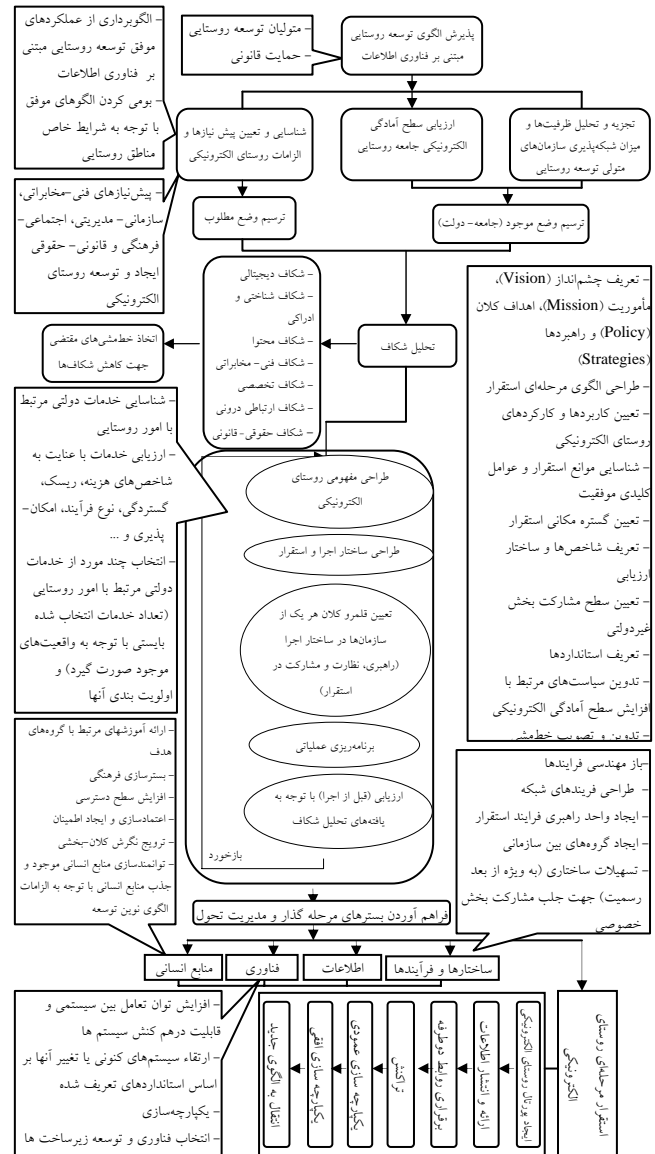 پذیرش الگوی توسعه روستایی
مبتنی بر فناوری اطلاعات
– متولیان توسعه روستایی
– حمایت قانونی
– الگوبرداری از عملکردهای
موفق توسعه روستایی مبتنی
بر فناوری اطلاعات
– بومی کردن الگوهای موفق
با توجه به شرایط خاص
مناطق روستایی
تجزیه و تحلیل ظرفیت‌ها و
میزان شبکه‌پذیری سازمان‌های
متولی توسعه روستایی
ارزیابی سطح آمادگی
الکترونیکی جامعه روستایی
شناسایی و تعیین پیش نیازها و
الزامات روستای الکترونیکی
– پیش‌نیازهای فنی–مخابراتی،
سازمانی– مدیریتی، اجتماعی–
فرهنگی و قانونی– حقوقی
ایجاد و توسعه روستای
الکترونیکی
ترسیم وضع موجود (جامعه– دولت)
ترسیم وضع مطلوب
تحلیل شکاف
– شکاف دیجیتالی
– شکاف شناختی و
ادراکی
– شکاف محتوا
– شکاف فنی– مخابراتی
– شکاف تخصصی
– شکاف ارتباطی درونی
– شکاف حقوقی– قانونی
اتخاذ خط‌مشی‌های مقتضی
جهت کاهش شکاف‌ها
– تعریف چشم‌انداز (Vision)،
مأموریت (Mission)، اهداف کلان
(Policy) و راهبردها
(Strategies)
– طراحی الگوی مرحله‌ای استقرار
– تعیین کاربردها و کارکردهای
روستای الکترونیکی
– شناسایی موانع استقرار و عوامل
کلیدی موفقیت
– تعیین گستره مکانی استقرار
– تعریف شاخص‌ها و ساختار
ارزیابی
– تعیین سطح مشارکت بخش
غیردولتی
– تعریف استانداردها
– تدوین سیاست‌های مرتبط با
افزایش سطح آمادگی الکترونیکی
– تدوین و تصویب خط‌مشی
– شناسایی خدمات دولتی مرتبط
با امور روستایی
– ارزیابی خدمات با عنایت به
شاخص‌های هزینه، ریسک،
گستردگی، نوع فرآیند، امکان–
پذیری و ...
– انتخاب چند مورد از خدمات
دولتی مرتبط با امور روستایی
(تعداد خدمات انتخاب شده
بایستی با توجه به واقعیت‌های
موجود صورت گیرد) و
اولویت بندی آنها
طراحی مفهومی روستای
الکترونیکی
طراحی ساختار اجرا و استقرار
تعیین قلمرو کلان هر یک از
سازمان‌ها در ساختار اجرا
(راهبری، نظارت و مشارکت در
استقرار)
برنامه‌ریزی عملیاتی
ارزیابی (قبل از اجرا) با توجه به
یافته‌های تحلیل شکاف
بازخورد
– ارائه آموزشهای مرتبط با گروه‌های
هدف
– بسترسازی فرهنگی
– افزایش سطح دسترسی
– اعتمادسازی و ایجاد اطمینان
– ترویج نگرش کلان–بخشی
– توانمندسازی منابع انسانی موجود و
جذب منابع انسانی با توجه به الزامات
الگوی نوین توسعه
–باز مهندسی فرایندها
– طراحی فریندهای شبکه
– ایجاد واحد راهبری فرایند استقرار
– ایجاد گروه‌های بین سازمانی
– تسهیلات ساختاری (به ویژه از بعد
رسمیت) جهت جلب مشارکت بخش
خصوصی
فراهم آوردن بسترهای مرحله گذار و مدیریت تحول
ساختارها و فرآیندها
اطلاعات
فناوری
منابع انسانی
– افزایش توان تعامل بین سیستمی و
قابلیت درهم کنش سیستم ها
– ارتقاء سیستم‌های کنونی یا تغییر آنها بر
اساس استانداردهای تعریف شده
– یکپارچه‌سازی
– انتخاب فناوری و توسعه زیرساخت ها
استقرار مرحله‌ای روستای
الکترونیکی
ایجاد پورتال روستای الکترونیکی
ارائه و انتشار اطلاعات
برقراری روابط دوطرفه
تراکنش
یکپارچه سازی عمودی
یکپارچه سازی افقی
انتقال به الگوی جدید